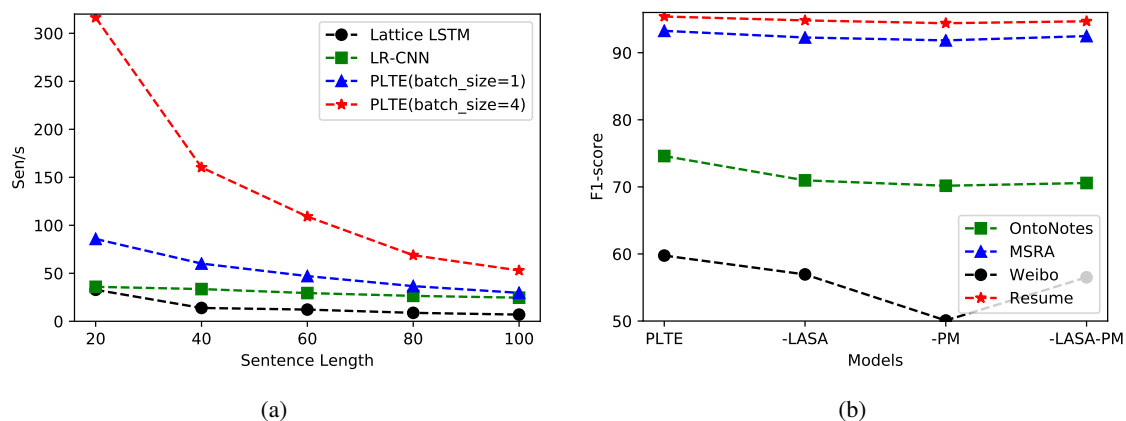 300
250
200
150
100
50
0
Sen/s
Lattice LSTM
LR-CNN
PLTE(batch_size=1)
PLTE(batch_size=4)
20 40 60 80 100
Sentence Length
(a)
90
80
70
60
50
F1-score
OntoNotes
MSRA
Weibo
Resume
PLTE -LASA -PM -LASA-PM
Models
(b)